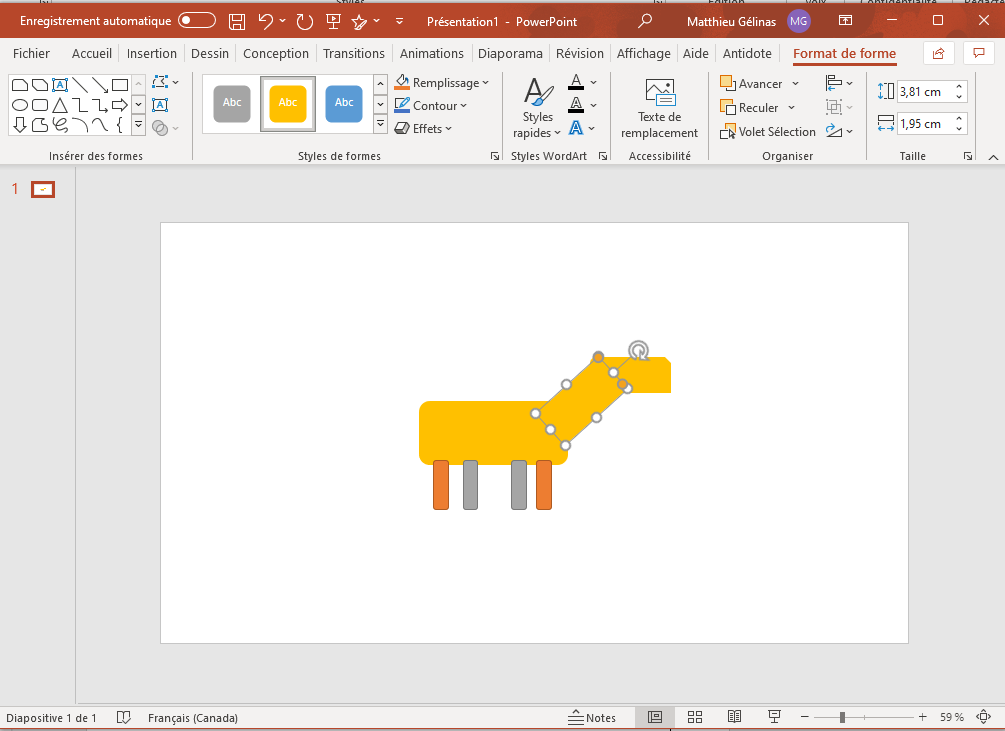 Enregistrement automatique
Présentation1 - PowerPoint
Matthieu Gélinas
MG
Fichier Accueil Insertion Dessin Conception Transitions Animations Diaporama Révision Affichage Aide Antidote Format de forme
A
Insérer des formes
Abc Abc Abc
Remplissage
Contour
Effets
Styles de formes
Styles
rapides
Styles WordArt
Texte de
remplacement
Accessibilité
Avancer
Reculer
Volet Sélection
Organiser
3,81 cm
1,95 cm
Taille
1
Diapositive 1 de 1
Français (Canada)
Notes
59 %